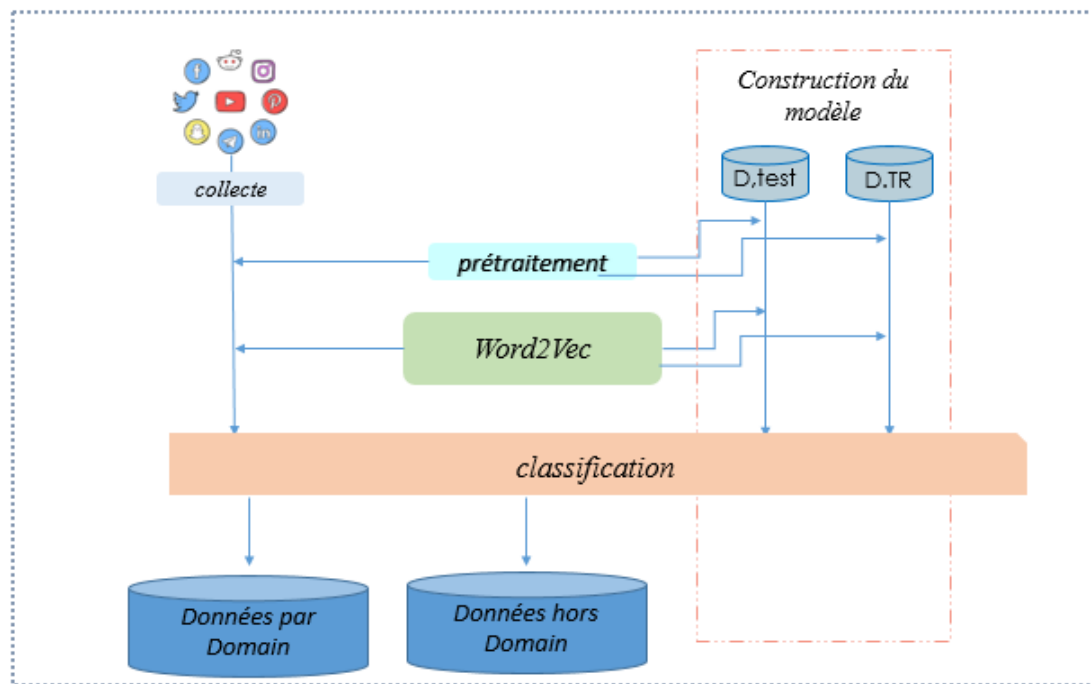 Construction du
modèle
D,test
D.TR
collecte
prétraitement
Word2Vec
classification
Données par
Domain
Données hors
Domain